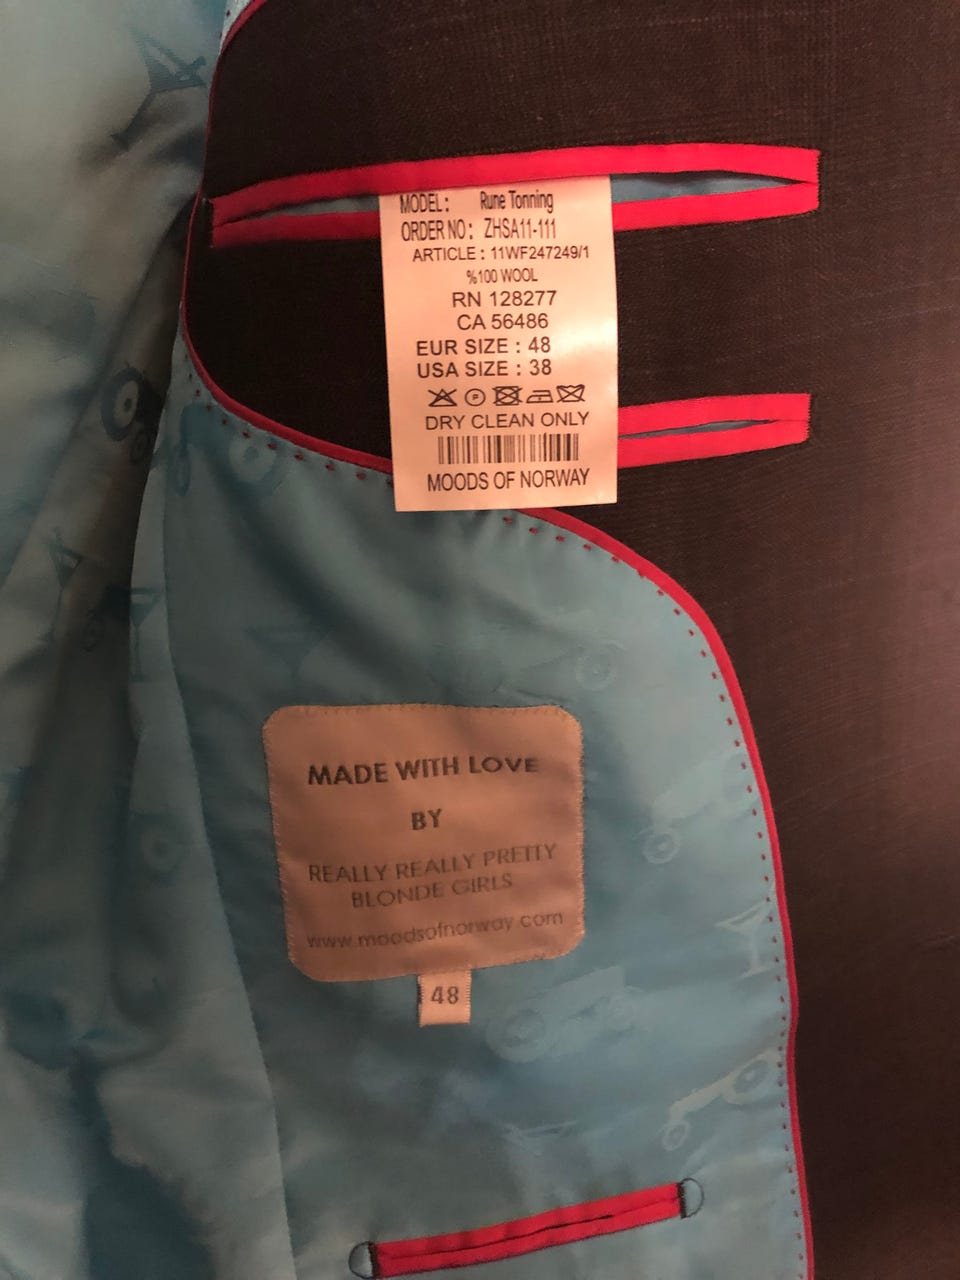 MODEL: Rune Tonning
ORDER NO: ZHSA11-111
ARTICLE : 11WF247249/1
%100 WOOL
RN 128277
CA 56486
EUR SIZE : 48
USA SIZE : 38
P
DRY CLEAN ONLY
MOODS OF NORWAY
MADE WITH LOVE
BY
REALLY REALLY PRETTY
BLONDE GIRLS
www.moodsofnorway.com
48